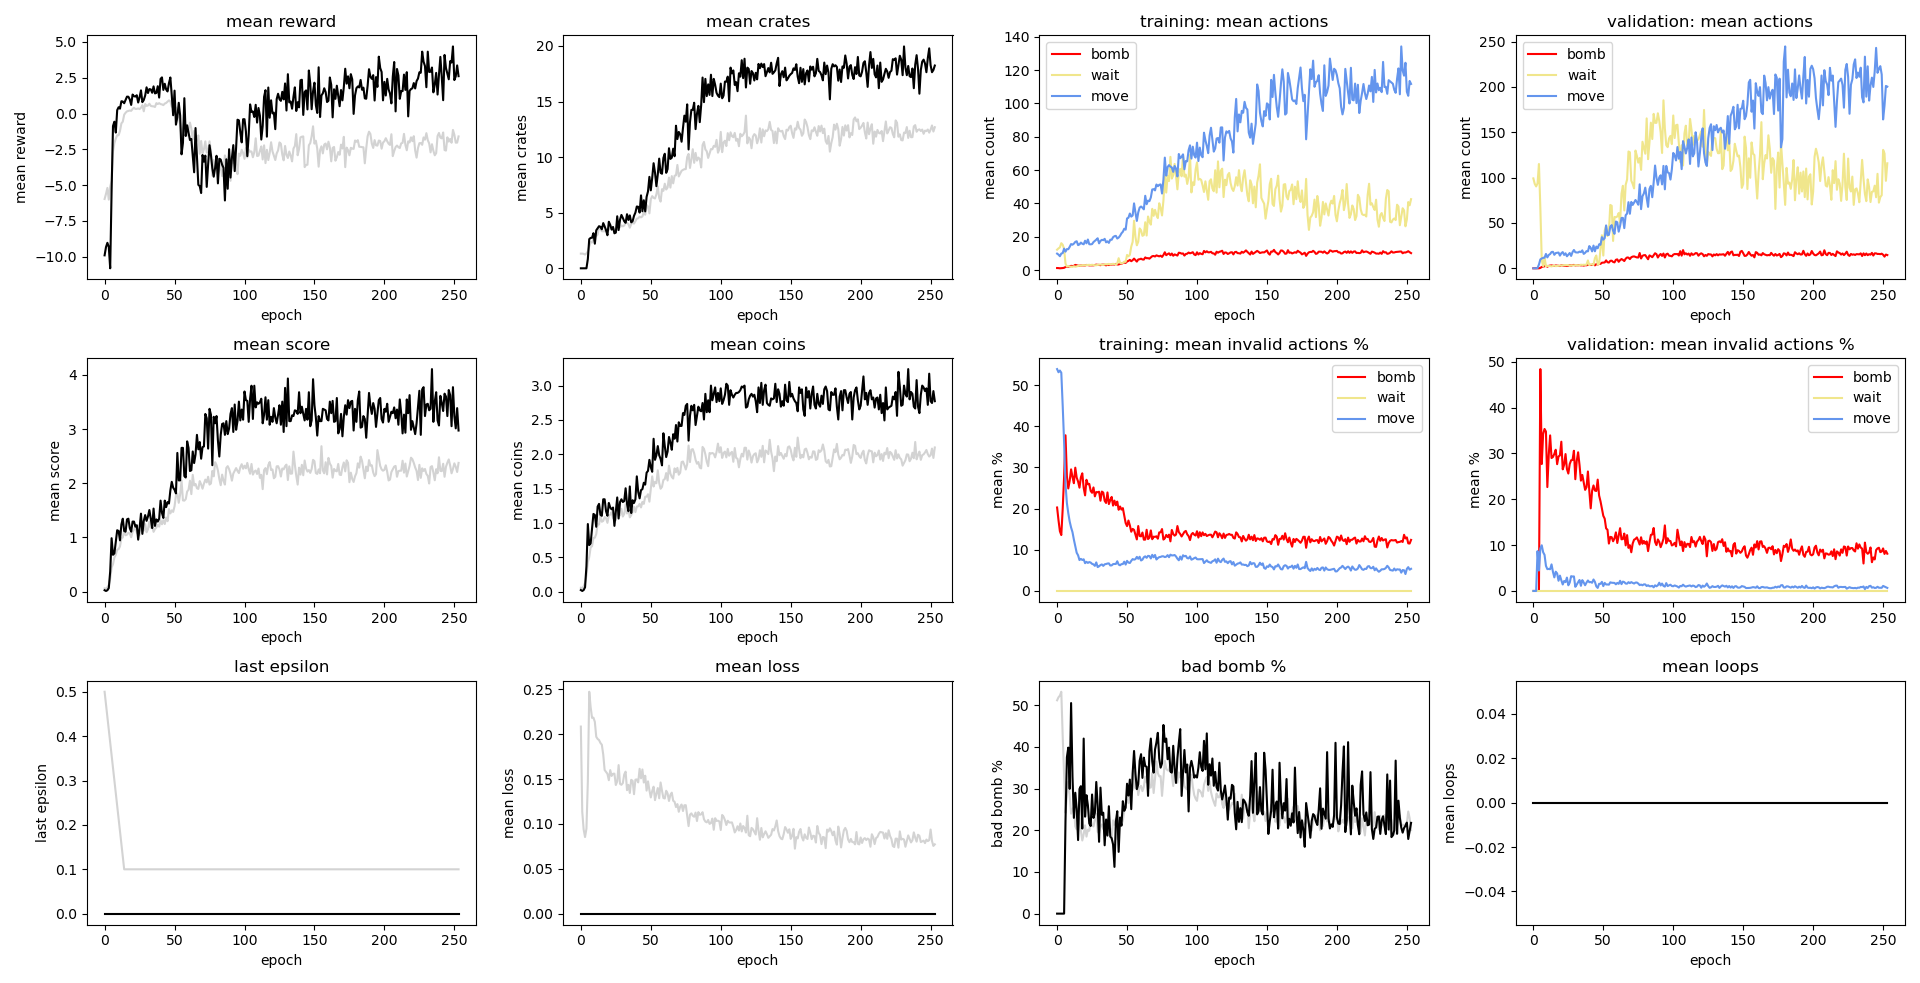 mean reward
mean reward
5.0
2.5
0.0
−2.5
−5.0
−7.5
−10.0
0 50 100 150 200 250
epoch
mean crates
mean crates
20
15
10
5
0
0 50 100 150 200 250
epoch
training: mean actions
mean count
140
120
100
80
60
40
20
0
bomb
wait
move
0 50 100 150 200 250
epoch
validation: mean actions
mean count
250
200
150
100
50
0
bomb
wait
move
0 50 100 150 200 250
epoch
mean score
mean score
4
3
2
1
0
0 50 100 150 200 250
epoch
mean coins
mean coins
3.0
2.5
2.0
1.5
1.0
0.5
0.0
0 50 100 150 200 250
epoch
training: mean invalid actions %
mean %
50
40
30
20
10
0
bomb
wait
move
0 50 100 150 200 250
epoch
validation: mean invalid actions %
mean %
50
40
30
20
10
0
bomb
wait
move
0 50 100 150 200 250
epoch
last epsilon
last epsilon
0.5
0.4
0.3
0.2
0.1
0.0
0 50 100 150 200 250
epoch
mean loss
mean loss
0.25
0.20
0.15
0.10
0.05
0.00
0 50 100 150 200 250
epoch
bad bomb %
bad bomb %
50
40
30
20
10
0
0 50 100 150 200 250
epoch
mean loops
mean loops
0.04
0.02
0.00
−0.02
−0.04
0 50 100 150 200 250
epoch